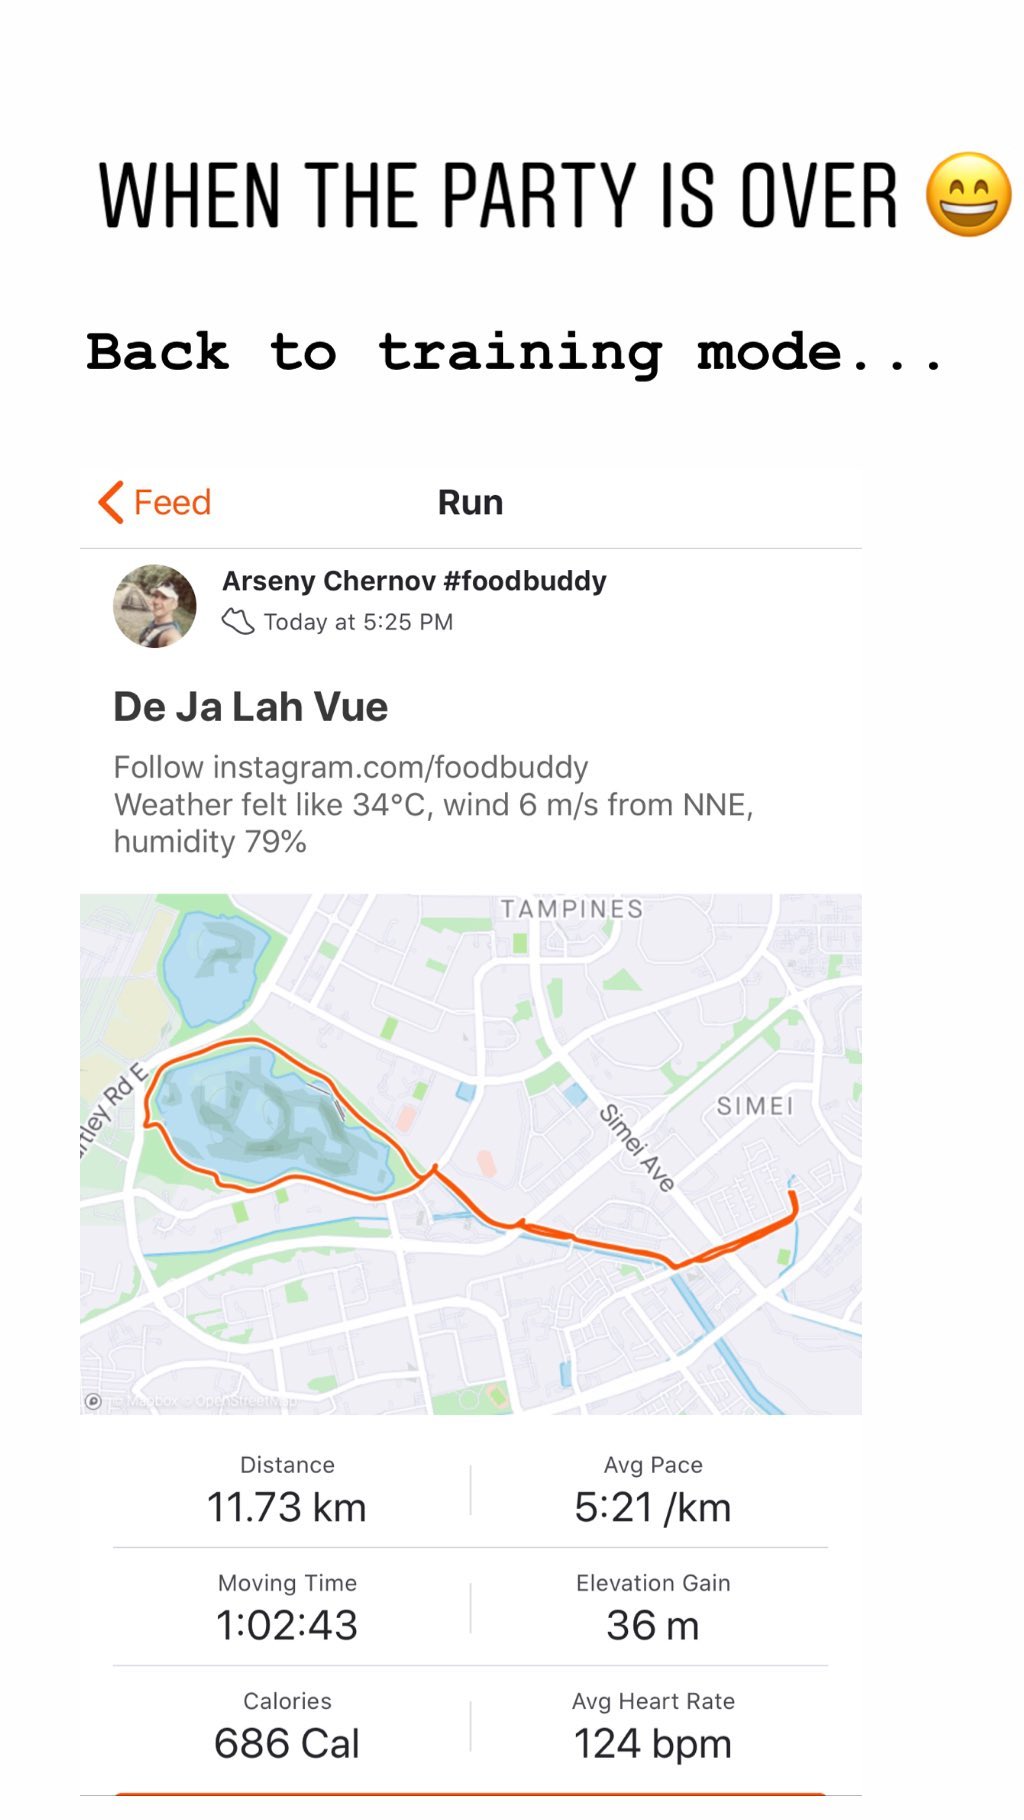 WHEN THE PARTY IS OVER 😄
Back to training mode...
Feed
Run
Arseny Chernov #foodbuddy
Today at 5:25 PM
De Ja Lah Vue
Follow instagram.com/foodbuddy
Weather felt like 34°C, wind 6 m/s from NNE,
humidity 79%
TAMPINES
tley Rd E
SIMEI
Simei Ave
© Mapbox © OpenStreetMap
Distance
Avg Pace
11.73 km
5:21 /km
Moving Time
Elevation Gain
1:02:43
36 m
Calories
Avg Heart Rate
686 Cal
124 bpm